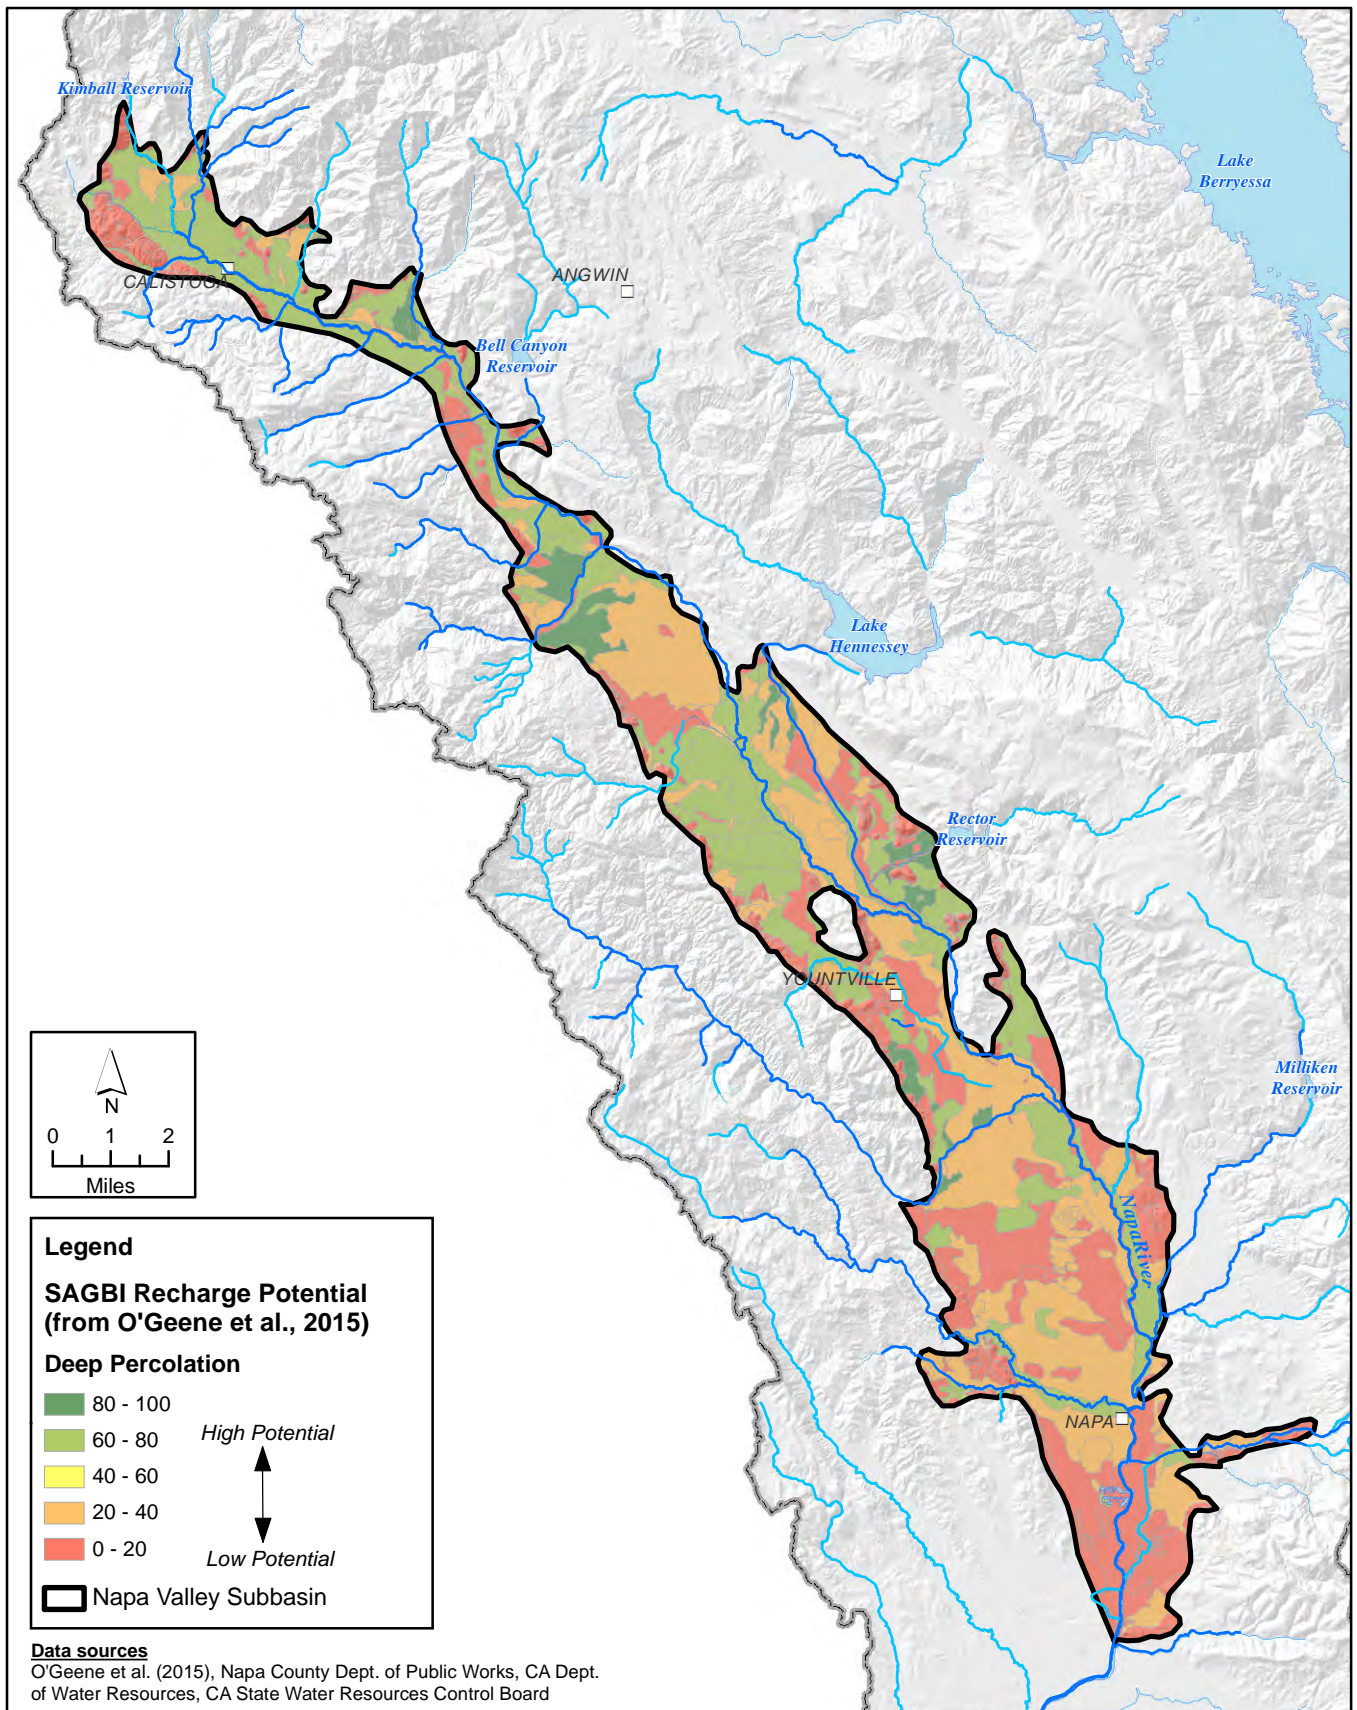 Kimball Reservoir
Lake
Berryessa
CALISTOGA
ANGWIN
Bell Canyon
Reservoir
Lake
Hennessey
Rector
Reservoir
YOUNTVILLE
Milliken
Reservoir
NapaRiver
NAPA
N
0 1 2
Miles
Legend
SAGBI Recharge Potential
(from O'Geene et al., 2015)
Deep Percolation
80 - 100
60 - 80
40 - 60
20 - 40
0 - 20
High Potential
Low Potential
Napa Valley Subbasin
Data sources
O'Geene et al. (2015), Napa County Dept. of Public Works, CA Dept.
of Water Resources, CA State Water Resources Control Board